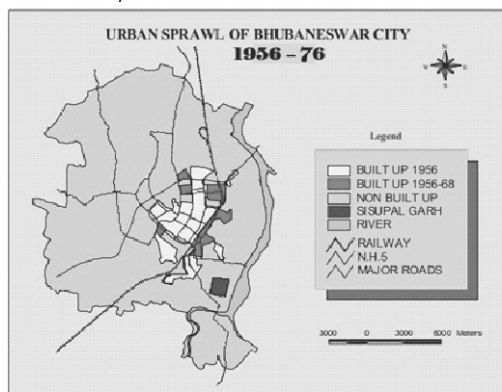 URBAN SPRAWL OF BHUBANESWAR CITY
1956 - 76
N
W
E
S
Legend
BUILT UP 1956
BUILT UP 1956-68
NON BUILT UP
SISUPAL GARH
RIVER
RAILWAY
N.H.5
MAJOR ROADS
3000 0 3000 6000 Meters